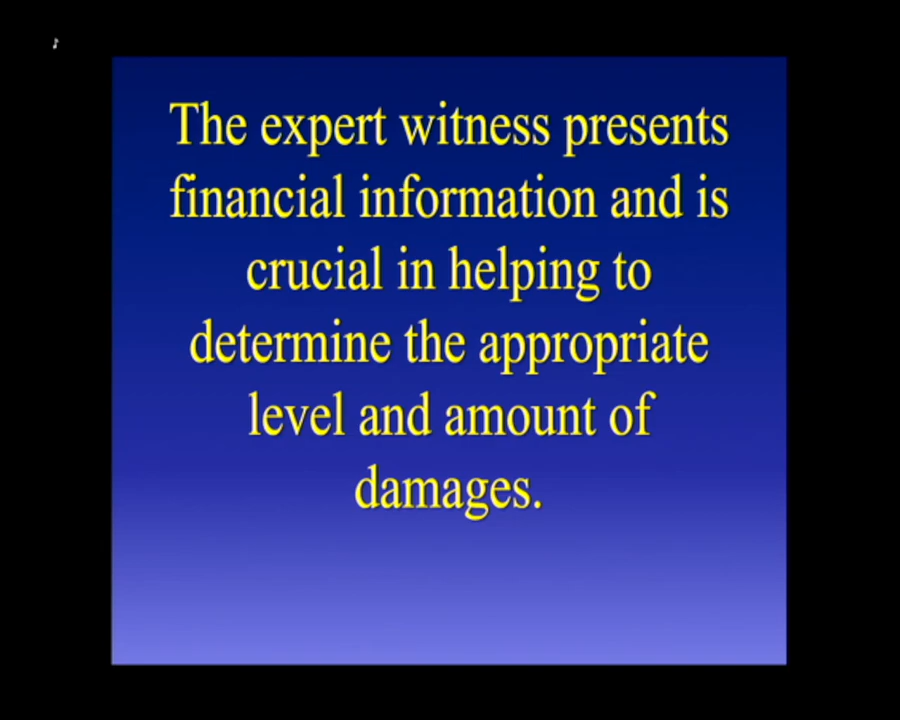 The expert witness presents
financial information and is
crucial in helping to
determine the appropriate
level and amount of
damages.